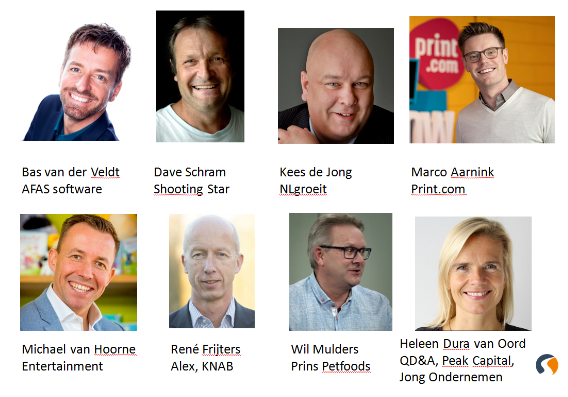 print.
com
OW
Bas van der Veldt
AFAS software
Dave Schram
Shooting Star
Kees de Jong
NLgroeit
Marco Aarnink
Print.com
Michael van Hoorne
Entertainment
René Frijters
Alex, KNAB
Wil Mulders
Prins Petfoods
Heleen Dura van Oord
QD&A, Peak Capital,
Jong Ondernemen